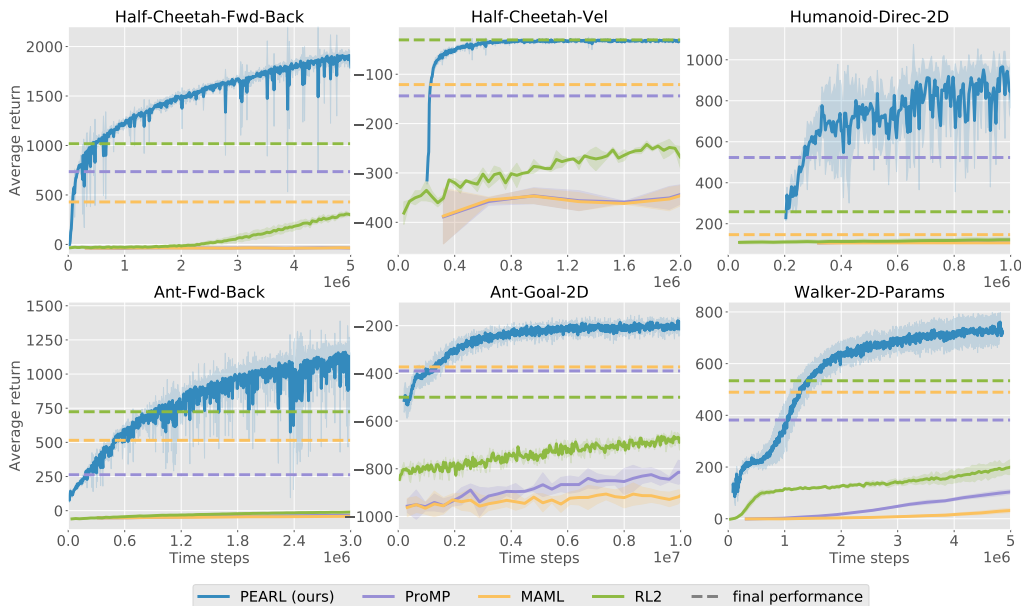 Half-Cheetah-Fwd-Back
Average return
2000
1500
1000
500
0
0 1 2 3 4 5
1e6
Half-Cheetah-Vel
−100
−200
−300
−400
0.0 0.4 0.8 1.2 1.6 2.0
1e6
Humanoid-Direc-2D
1000
800
600
400
200
0.0 0.2 0.4 0.6 0.8 1.0
1e6
Ant-Fwd-Back
Average return
1500
1250
1000
750
500
250
0
0.0 0.6 1.2 1.8 2.4 3.0
Time steps 1e6
Ant-Goal-2D
−200
−400
−600
−800
−1000
0.0 0.2 0.4 0.6 0.8 1.0
Time steps 1e7
Walker-2D-Params
800
600
400
200
0
0 1 2 3 4 5
Time steps 1e6
PEARL (ours) ProMP MAML RL2 final performance